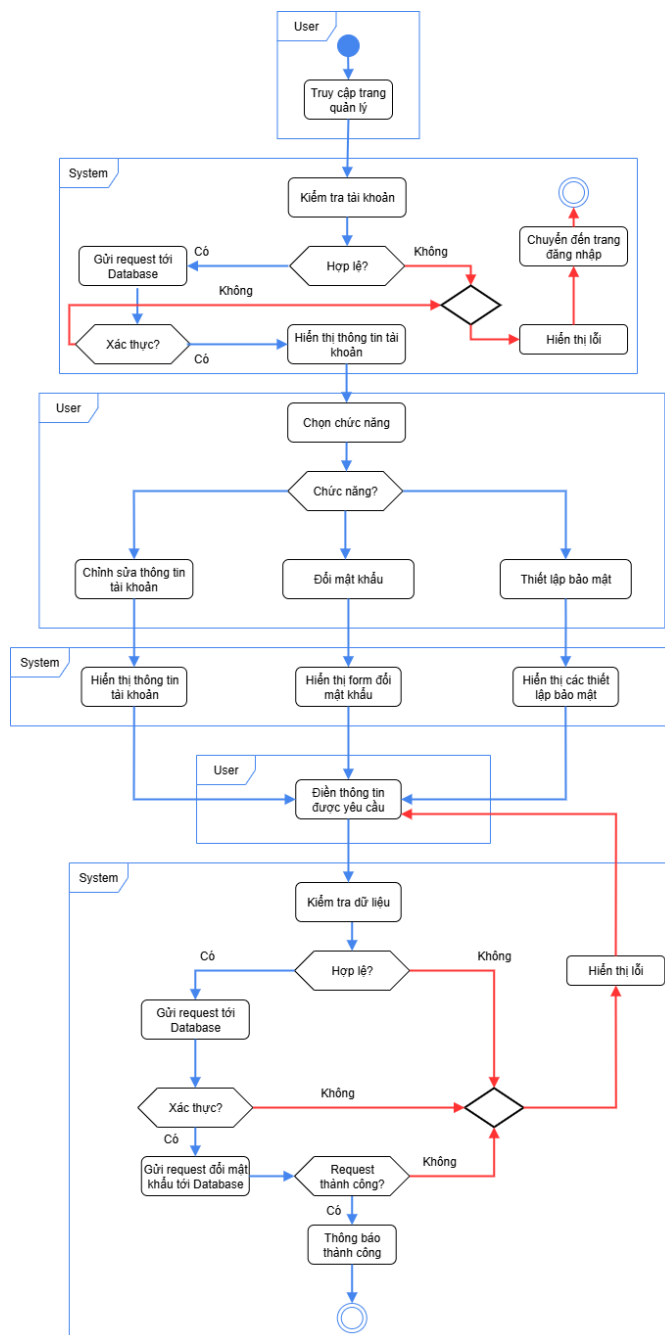 User
Truy cập trang
quản lý
System
Kiểm tra tài khoản
Hợp lệ?
Có
Không
Gửi request tới
Database
Không
Chuyển đến trang
đăng nhập
Xác thực?
Có
Hiển thị thông tin tài
khoản
Hiển thị lỗi
User
Chọn chức năng
Chức năng?
Chỉnh sửa thông tin
tài khoản
Đổi mật khẩu
Thiết lập bảo mật
System
Hiển thị thông tin
tài khoản
Hiển thị form đổi
mật khẩu
Hiển thị các thiết
lập bảo mật
User
Điền thông tin
được yêu cầu
System
Kiểm tra dữ liệu
Có
Hợp lệ?
Không
Hiển thị lỗi
Gửi request tới
Database
Xác thực?
Không
Có
Gửi request đổi mật
khẩu tới Database
Request
thành công?
Không
Có
Thông báo
thành công